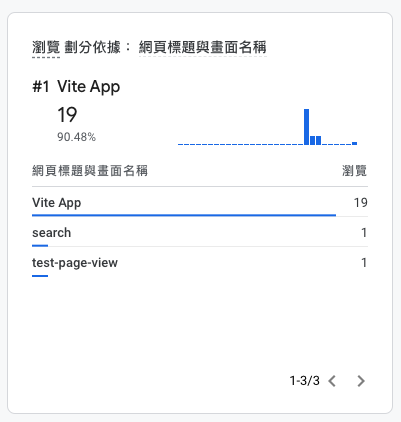 瀏覽 劃分依據： 網頁標題與畫面名稱
#1 Vite App
19
90.48%
網頁標題與畫面名稱 瀏覽
Vite App 19
search 1
test-page-view 1
1-3/3